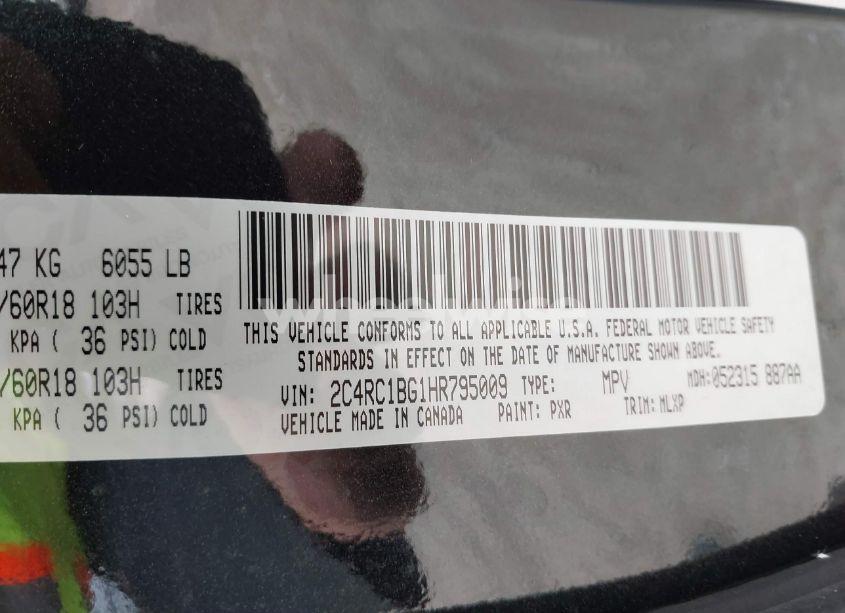 47 KG 6055 LB
/60R18 103H TIRES
KPA ( 36 PSI) COLD
/60R18 103H TIRES
KPA ( 36 PSI) COLD
THIS VEHICLE CONFORMS TO ALL APPLICABLE U.S.A. FEDERAL MOTOR VEHICLE SAFETY
STANDARDS IN EFFECT ON THE DATE OF MANUFACTURE SHOWN ABOVE.
VIN: 2C4RC1BG1HR795009 TYPE: MPV MDH:052315 887AA
VEHICLE MADE IN CANADA PAINT: PXR TRIM:MLXP